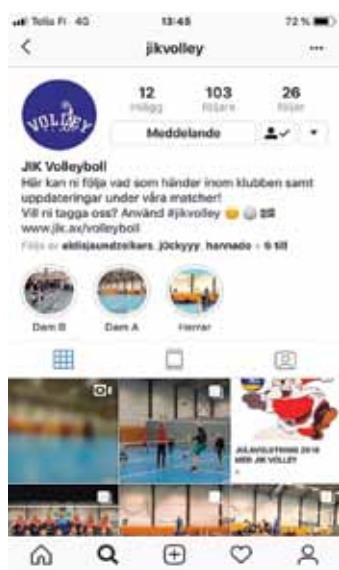 Telia FI 4G 13:45 72 %
jikvolley
12 103 26
inlägg följare följer
Meddelande
VOLLEY
JIK Volleyboll
Här kan ni följa vad som händer inom klubben samt
uppdateringar under våra matcher!
Vill ni tagga oss? Använd #jikvolley
www.jik.ax/volleyboll
Följs av aldisjaundzeikars, jockyyy, hannado + 6 till
Dam B Dam A Herrar
JULAVSLUTNING 2018
MED JIK VOLLEY